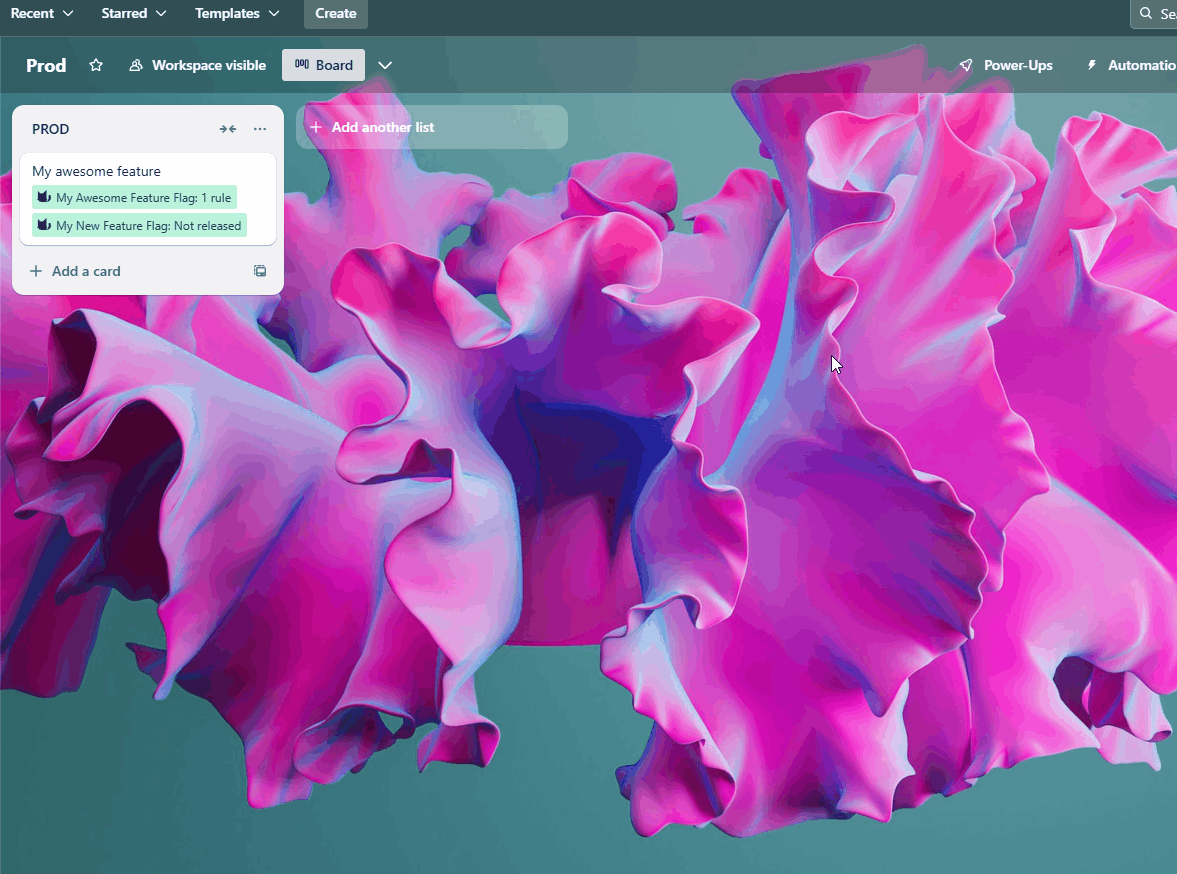 Recent Starred Templates Create Sea
Prod Workspace visible Board Power-Ups Automatio
PROD
Add another list
My awesome feature
My Awesome Feature Flag: 1 rule
My New Feature Flag: Not released
Add a card